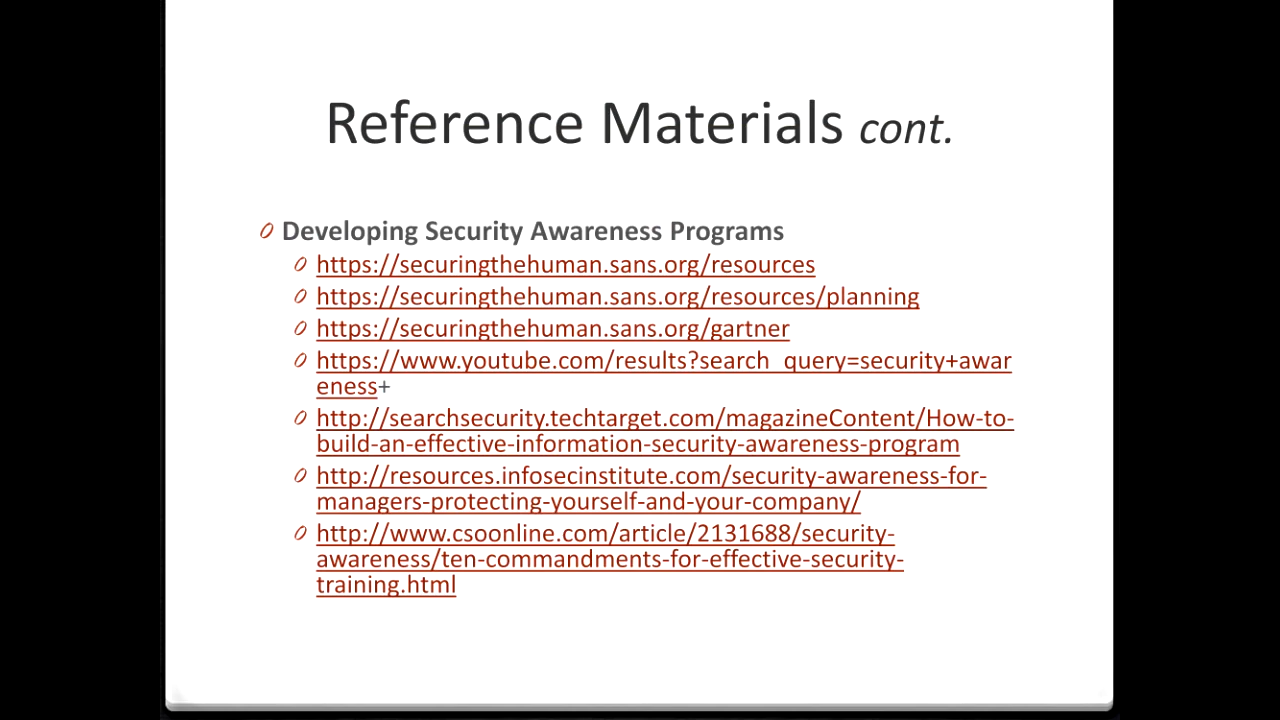 Reference Materials cont.
Developing Security Awareness Programs
https://securingthehuman.sans.org/resources
https://securingthehuman.sans.org/resources/planning
https://securingthehuman.sans.org/gartner
https://www.youtube.com/results?search_query=security+awar
eness+
http://searchsecurity.techtarget.com/magazineContent/How-to-
build-an-effective-information-security-awareness-program
http://resources.infosecinstitute.com/security-awareness-for-
managers-protecting-yourself-and-your-company/
http://www.csoonline.com/article/2131688/security-
awareness/ten-commandments-for-effective-security-
training.html